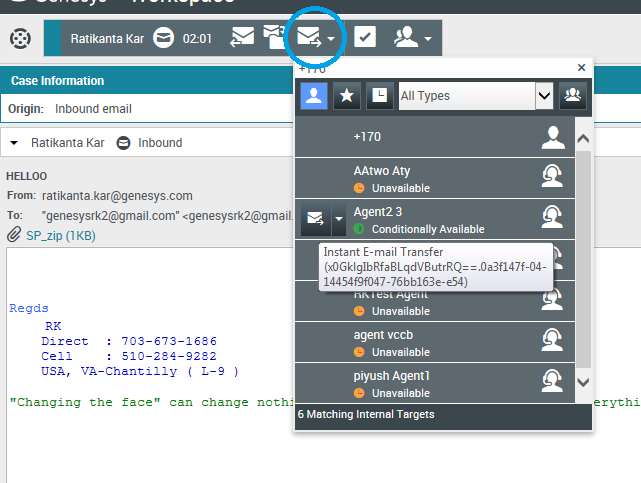 Genesys Workspace
Ratikanta Kar 02:01
+170
Case Information
All Types
Origin: Inbound email
+170
Ratikanta Kar Inbound
AAtwo Aty
Unavailable
HELLOO
From: ratikanta.kar@genesys.com
Agent2 3
To: "genesysrk2@gmail.com" <genesysrk2@gmail.
Conditionally Available
SP_zip (1KB)
Instant E-mail Transfer
(x0GkIgIbRfaBLqdVButrRQ==.0a3f147f-04-
14454f9f047-76bb163e-e54)
RKTest Agent
Unavailable
agent vccb
Unavailable
piyush Agent1
Unavailable
6 Matching Internal Targets
Regds
RK
Direct : 703-673-1686
Cell : 510-284-9282
USA, VA-Chantilly ( L-9 )
"Changing the face" can change nothi
erythi